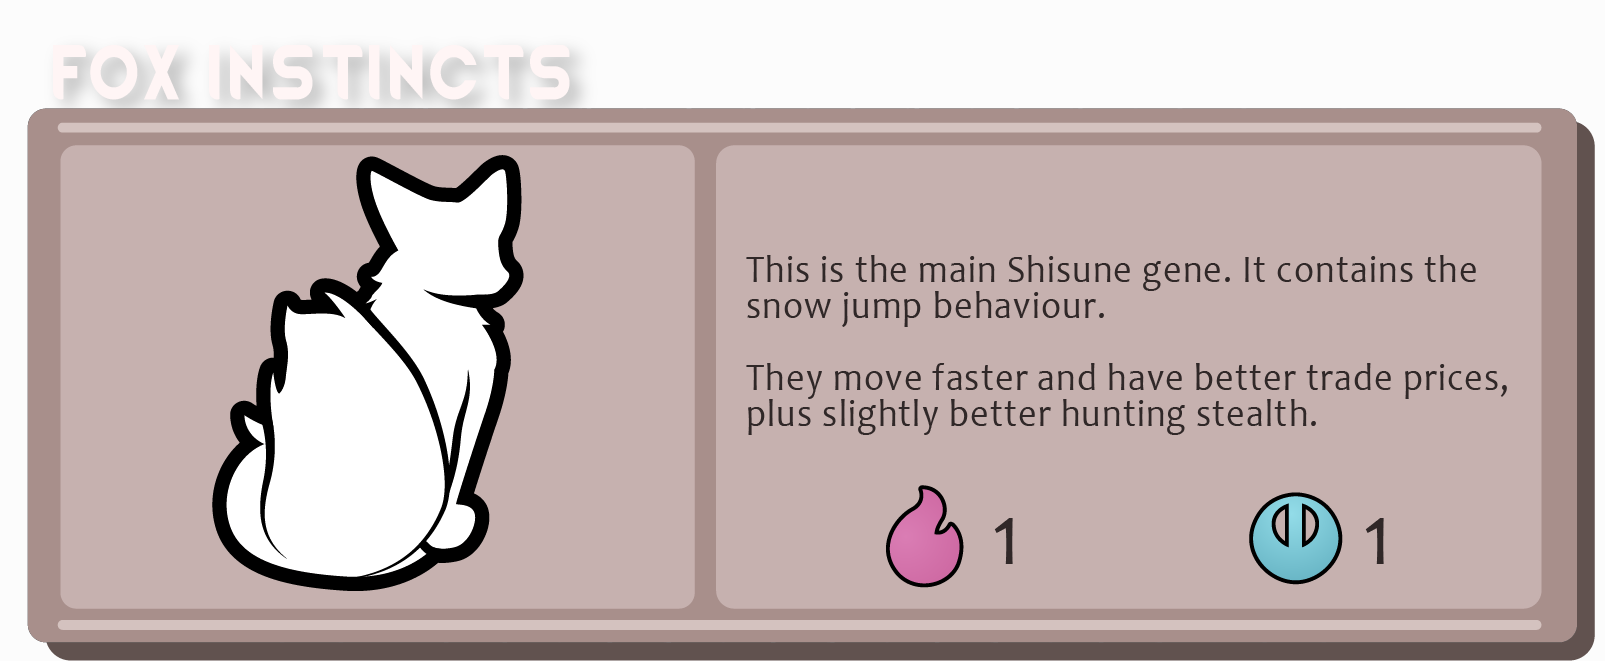 FOX INSTINCTS
This is the main Shisune gene. It contains the
snow jump behaviour.
They move faster and have better trade prices,
plus slightly better hunting stealth.
1
1